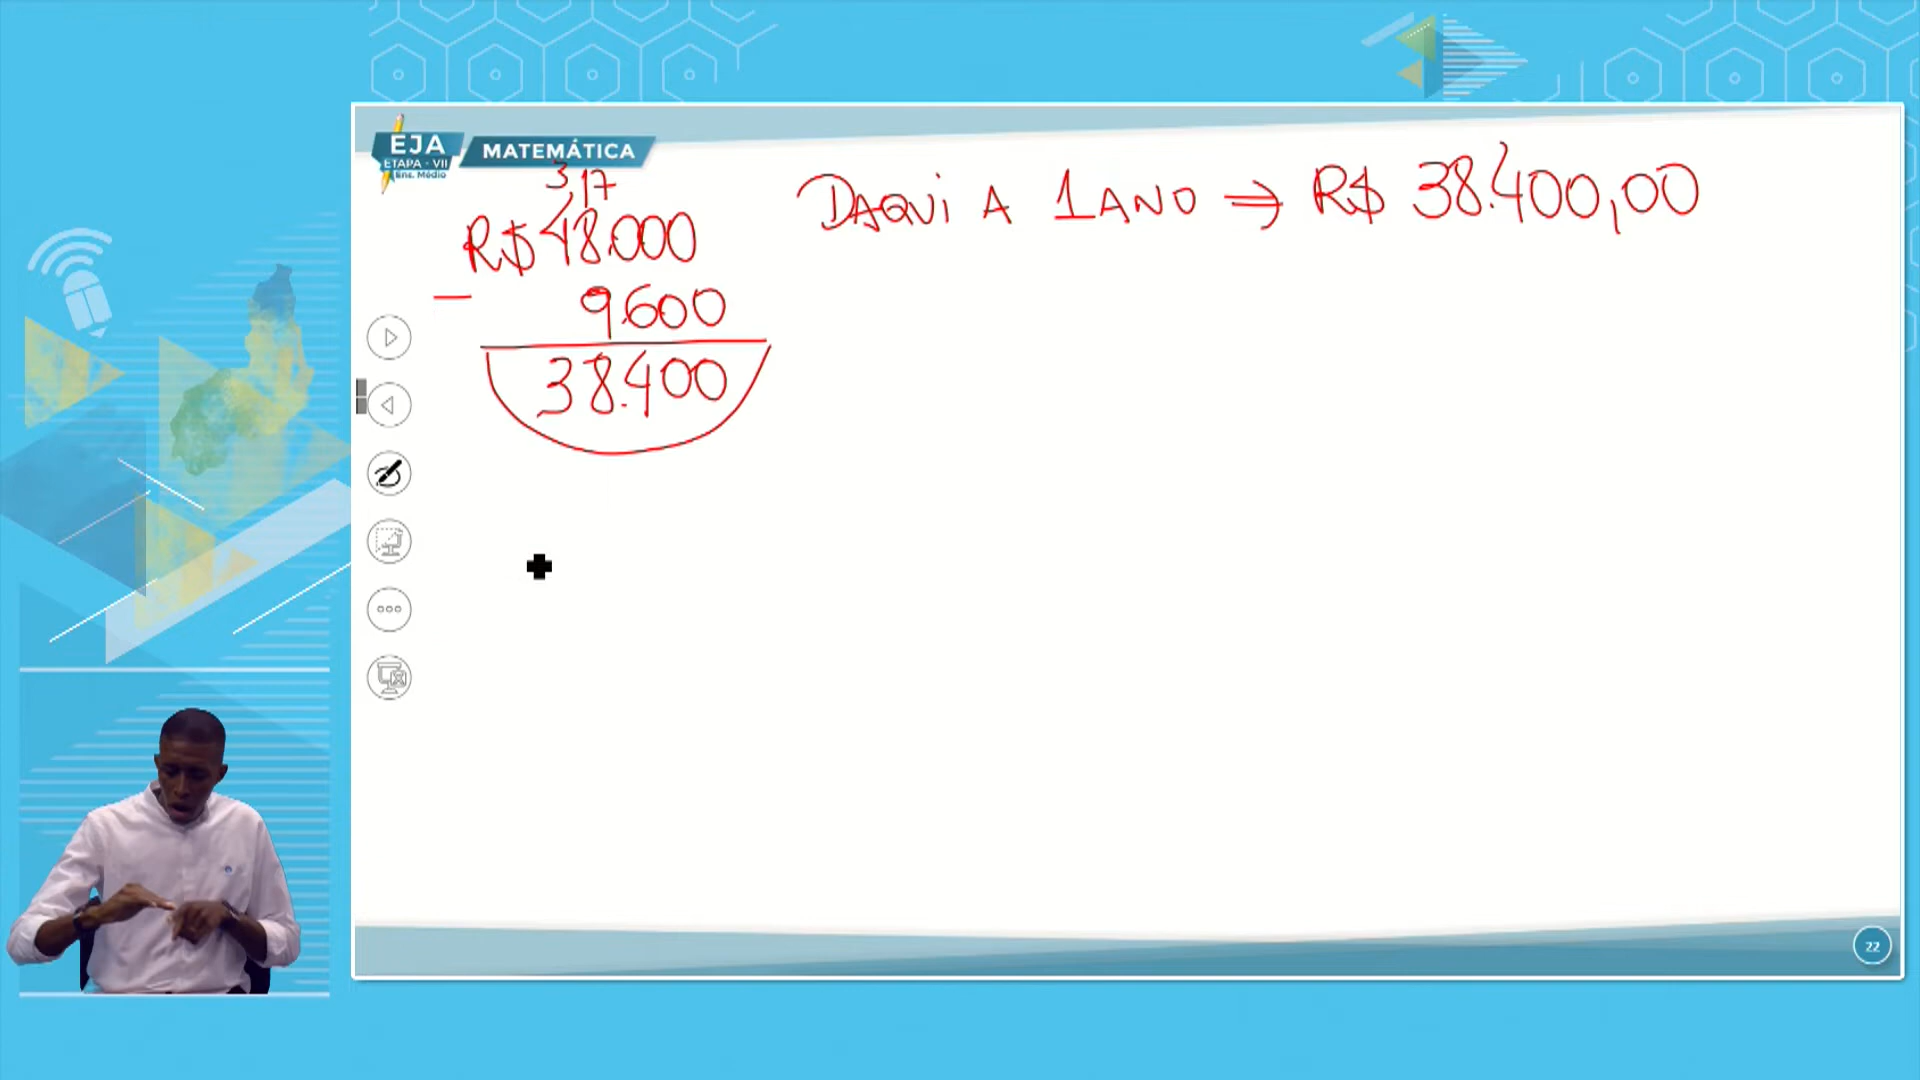 EJA
ETAPA - VII
Ens. Médio
MATEMÁTICA
3 17
R$ 48.000
- 9.600
38.400
DAQUI A 1 ANO ⇒ R$ 38.400,00
22